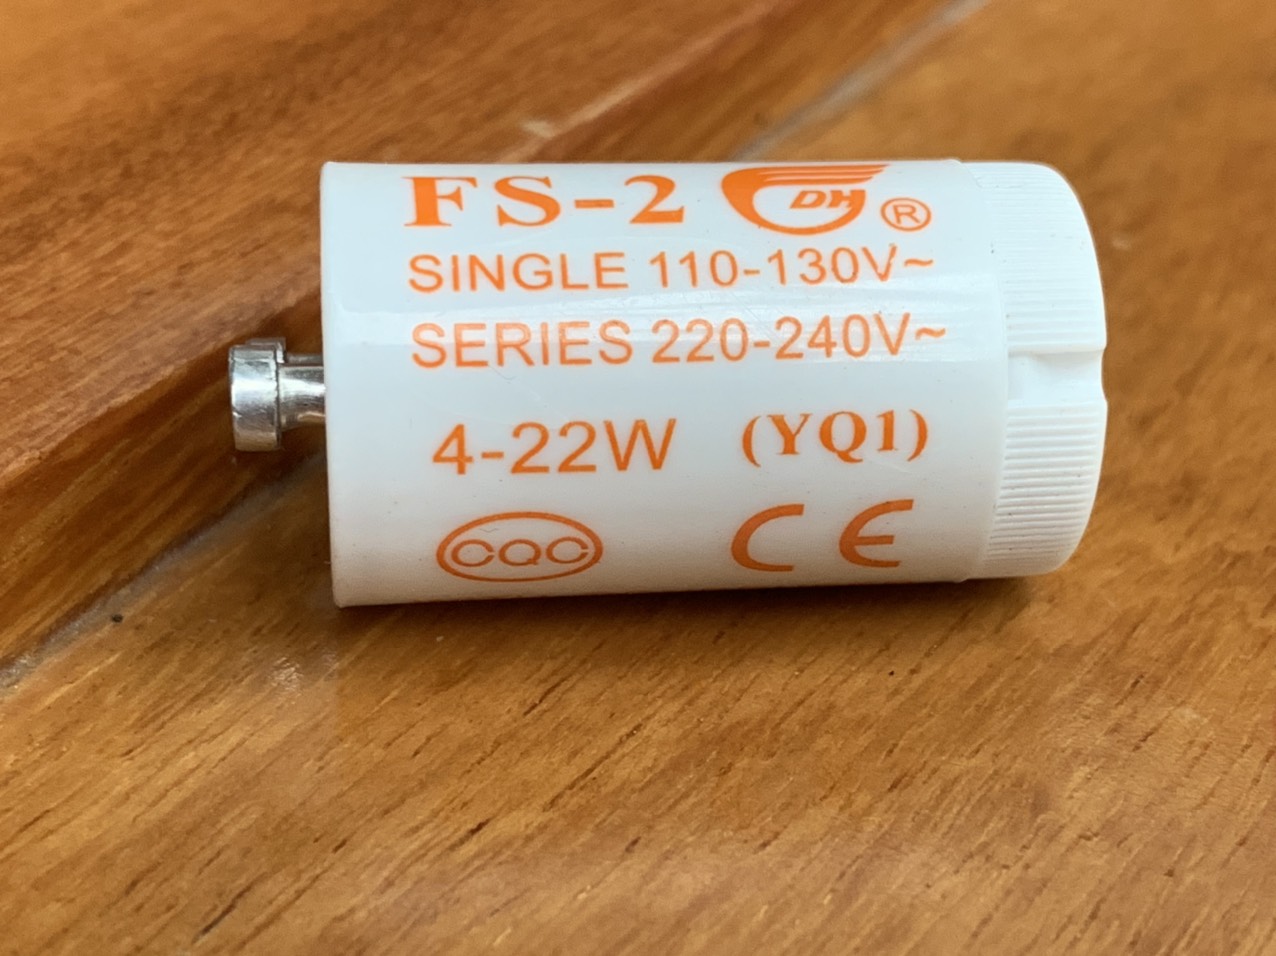 FS-2 DH ®
SINGLE 110-130V~
SERIES 220-240V~
4-22W (YQ1)
CQC CE